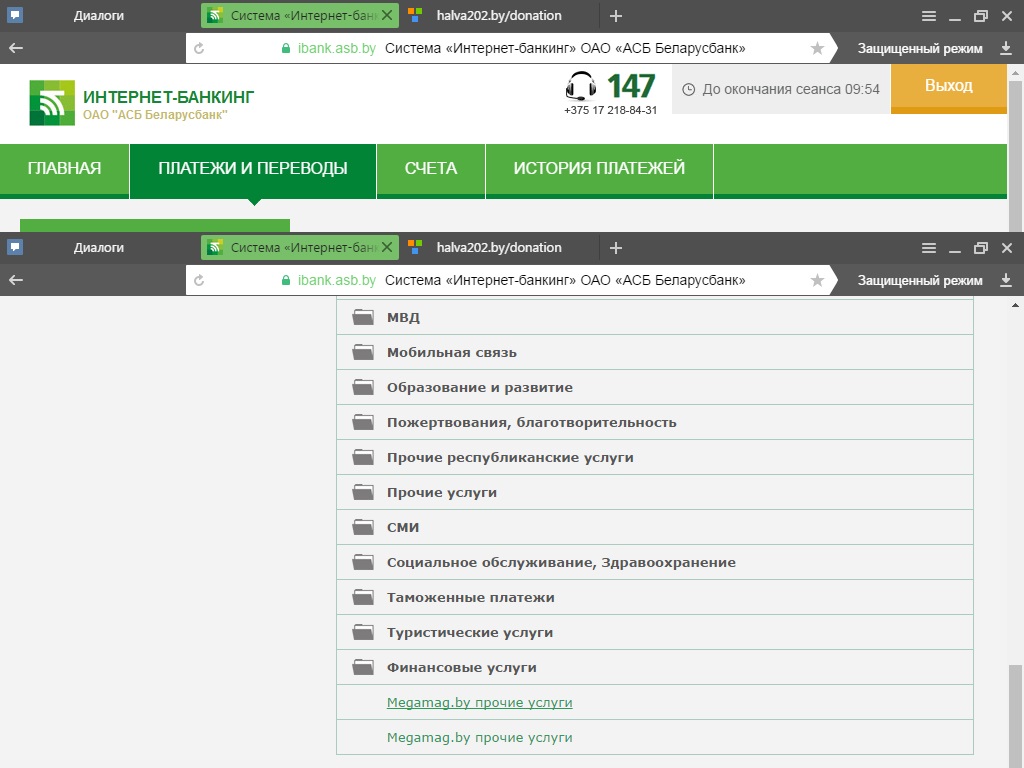 Диалоги
Система «Интернет-банк
halva202.by/donation
ibank.asb.by Система «Интернет-банкинг» ОАО «АСБ Беларусбанк»
Защищенный режим
ИНТЕРНЕТ-БАНКИНГ
ОАО "АСБ Беларусбанк"
147
+375 17 218-84-31
До окончания сеанса 09:54
Выход
ГЛАВНАЯ
ПЛАТЕЖИ И ПЕРЕВОДЫ
СЧЕТА
ИСТОРИЯ ПЛАТЕЖЕЙ
Диалоги
Система «Интернет-банк
halva202.by/donation
ibank.asb.by Система «Интернет-банкинг» ОАО «АСБ Беларусбанк»
Защищенный режим
МВД
Мобильная связь
Образование и развитие
Пожертвования, благотворительность
Прочие республиканские услуги
Прочие услуги
СМИ
Социальное обслуживание, Здравоохранение
Таможенные платежи
Туристические услуги
Финансовые услуги
Megamag.by прочие услуги
Megamag.by прочие услуги